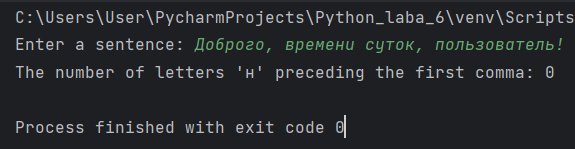 C:\Users\User\PycharmProjects\Python_laba_6\venv\Scripts
Enter a sentence: Доброго, времени суток, пользователь!
The number of letters 'н' preceding the first comma: 0
Process finished with exit code 0